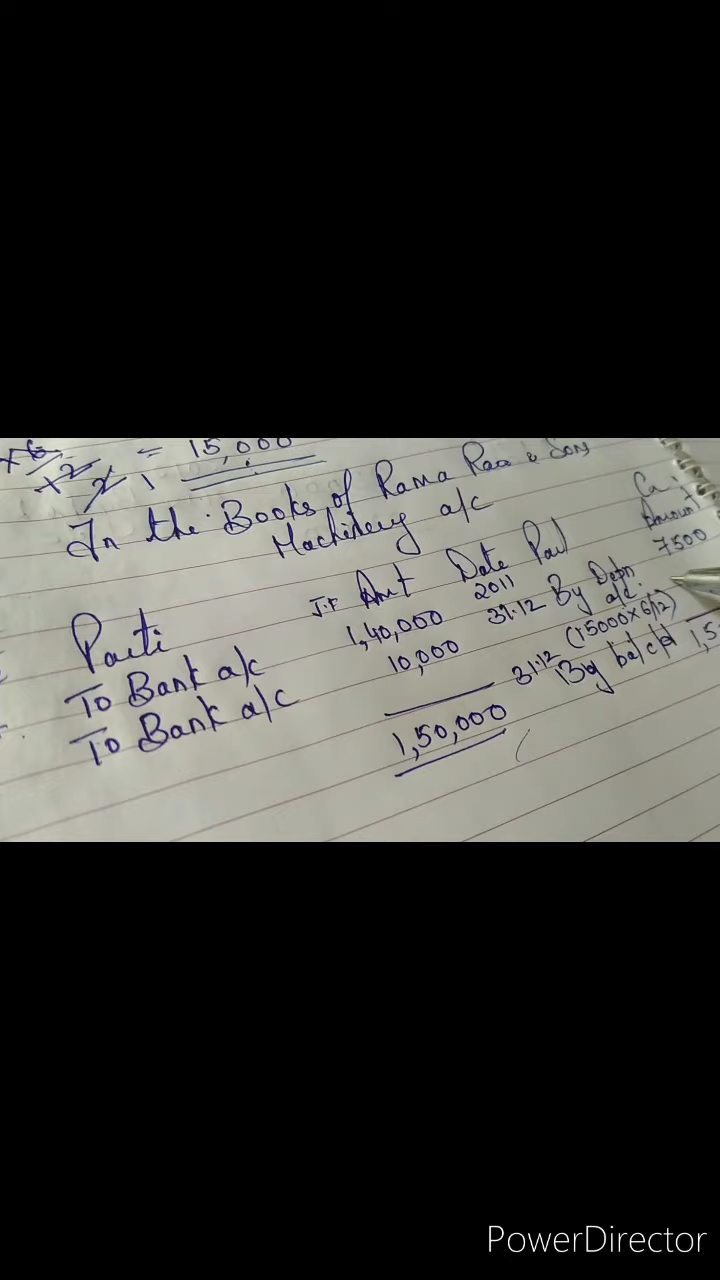 = 15,000
In the Books of Rama Rao & Sons
Machinery a/c
Parti J.F Amt Date Parl Amount
To Bank a/c 1,40,000 2011 31.12 By Depn a/c 7500
To Bank a/c 10,000 (15000×6/12)
31.12 By bal c/d
1,50,000
PowerDirector